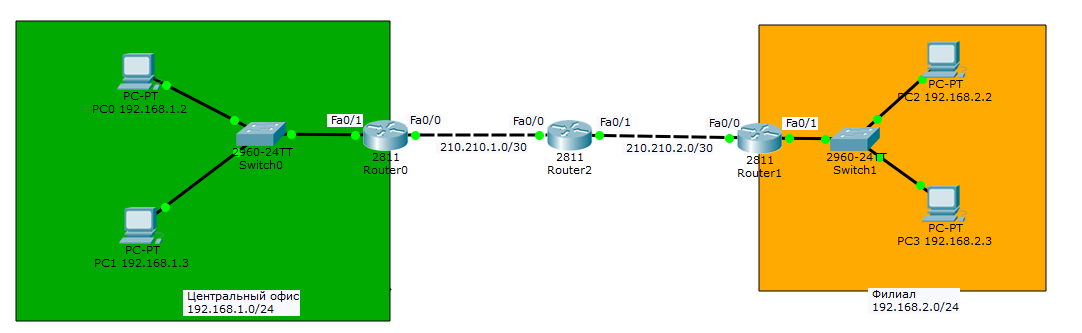 PC-PT
PC0 192.168.1.2
2960-24TT
Switch0
PC-PT
PC1 192.168.1.3
Центральный офис
192.168.1.0/24
Fa0/1
Fa0/0
2811
Router0
210.210.1.0/30
Fa0/0
Fa0/1
2811
Router2
210.210.2.0/30
Fa0/0
Fa0/1
2811
Router1
2960-24TT
Switch1
PC-PT
PC2 192.168.2.2
PC-PT
PC3 192.168.2.3
Филиал
192.168.2.0/24